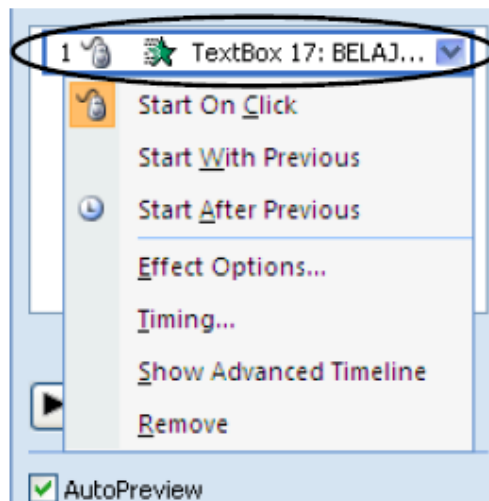 1 TextBox 17: BELAJ...
Start On Click
Start With Previous
Start After Previous
Effect Options...
Timing...
Show Advanced Timeline
Remove
AutoPreview